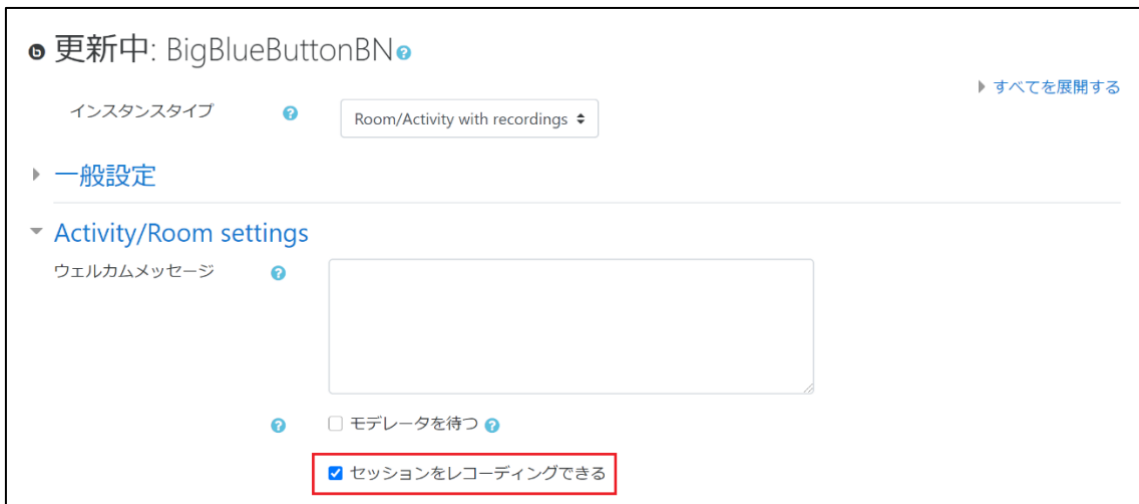 更新中: BigBlueButtonBN
すべてを展開する
インスタンスタイプ
Room/Activity with recordings
一般設定
Activity/Room settings
ウェルカムメッセージ
モデレータを待つ
セッションをレコーディングできる